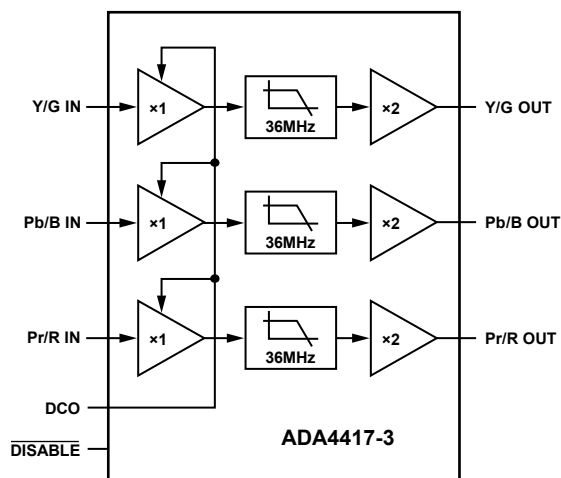 Y/G IN
×1
36MHz
×2
Y/G OUT
Pb/B IN
×1
36MHz
×2
Pb/B OUT
Pr/R IN
×1
36MHz
×2
Pr/R OUT
DCO
DISABLE
ADA4417-3